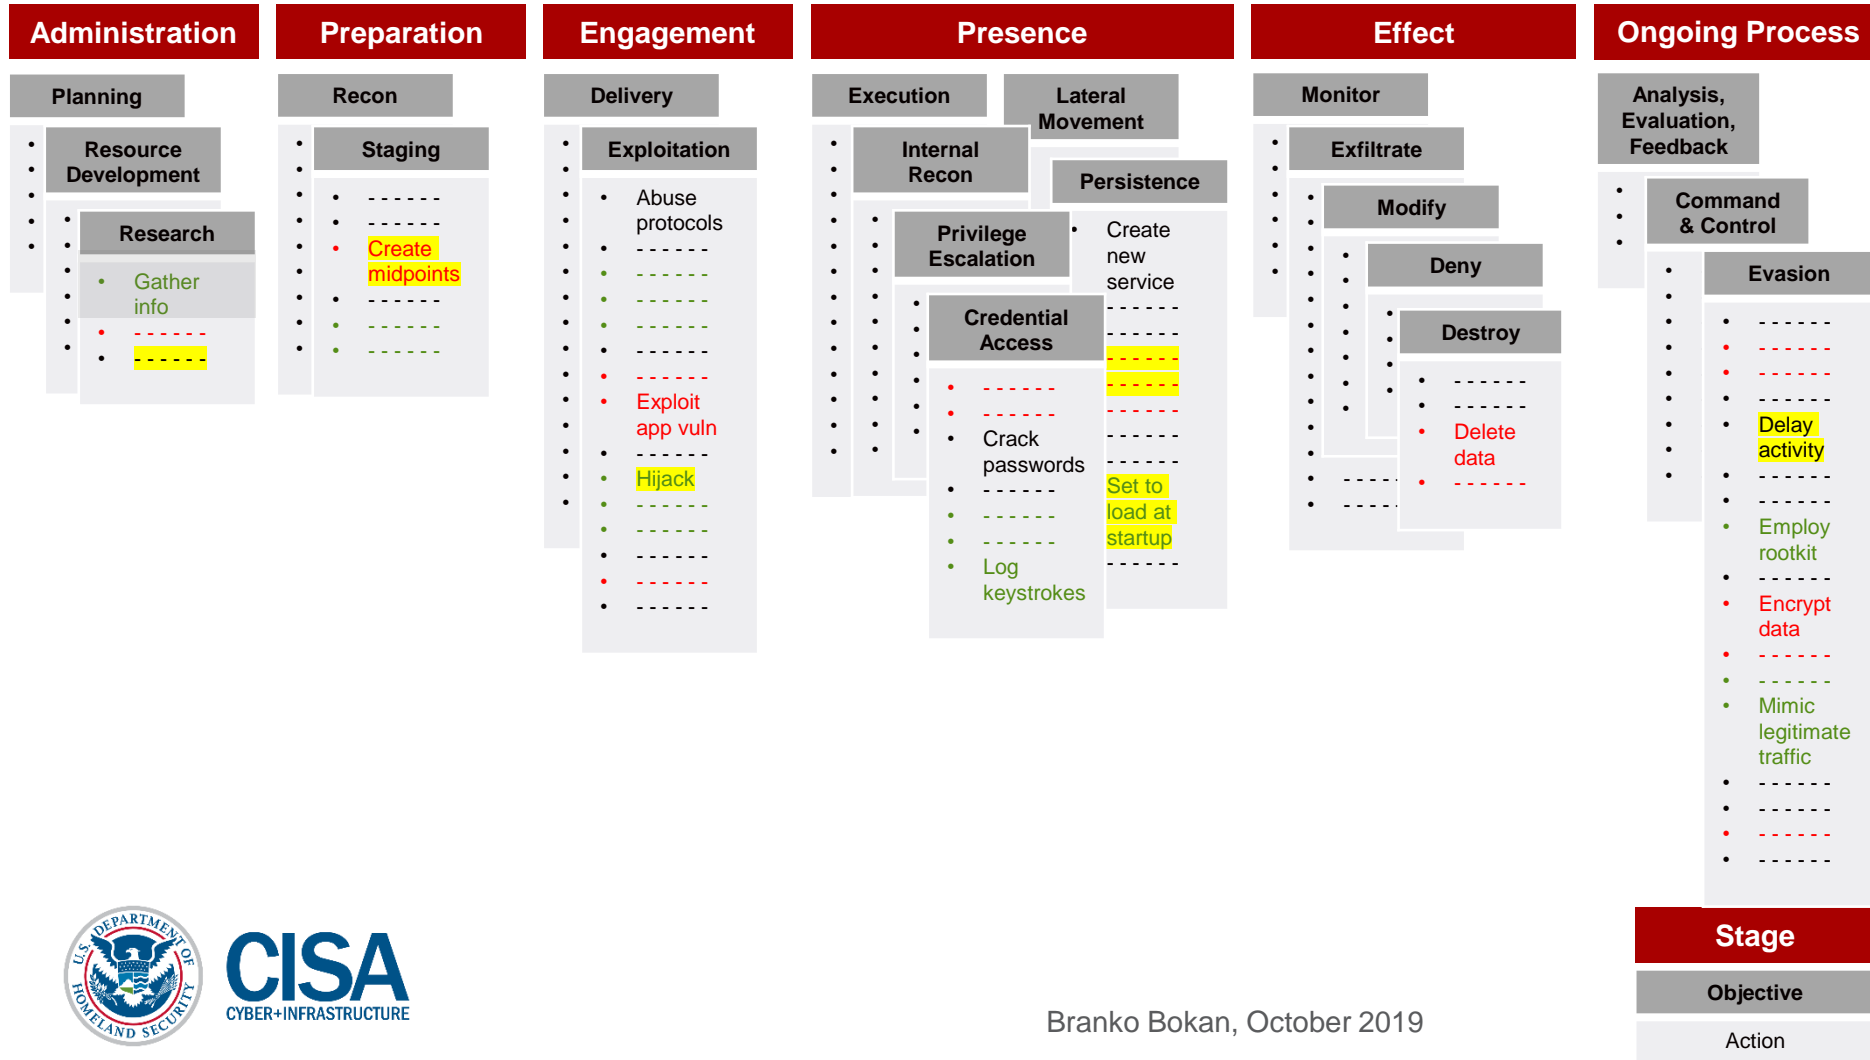 Administration
Preparation
Engagement
Presence
Effect
Ongoing Process
Planning
Resource
Development
Research
• Gather
info
• - - - - - -
• - - - - - -
Recon
Staging
• - - - - - -
• - - - - - -
• Create
midpoints
• - - - - - -
• - - - - - -
• - - - - - -
Delivery
Exploitation
• Abuse
protocols
• - - - - - -
• - - - - - -
• - - - - - -
• - - - - - -
• - - - - - -
• - - - - - -
• Exploit
app vuln
• - - - - - -
• Hijack
• - - - - - -
• - - - - - -
• - - - - - -
• - - - - - -
• - - - - - -
Execution
Internal
Recon
Privilege
Escalation
Credential
Access
• - - - - - -
• - - - - - -
• Crack
passwords
• - - - - - -
• - - - - - -
• - - - - - -
• Log
keystrokes
Lateral
Movement
Persistence
• Create
new
service
- - - - - -
- - - - - -
- - - - - -
- - - - - -
- - - - - -
- - - - - -
- - - - - -
Set to
load at
startup
- - - - - -
Monitor
Exfiltrate
• - - - - -
• - - - - -
Modify
Deny
Destroy
• - - - - - -
• - - - - - -
• Delete
data
• - - - - - -
Analysis,
Evaluation,
Feedback
Command
& Control
Evasion
• - - - - - -
• - - - - - -
• - - - - - -
• - - - - - -
• Delay
activity
• - - - - - -
• - - - - - -
• Employ
rootkit
• - - - - - -
• Encrypt
data
• - - - - - -
• - - - - - -
• Mimic
legitimate
traffic
• - - - - - -
• - - - - - -
• - - - - - -
• - - - - - -
U.S. DEPARTMENT OF
HOMELAND SECURITY
CISA
CYBER+INFRASTRUCTURE
Branko Bokan, October 2019
Stage
Objective
Action